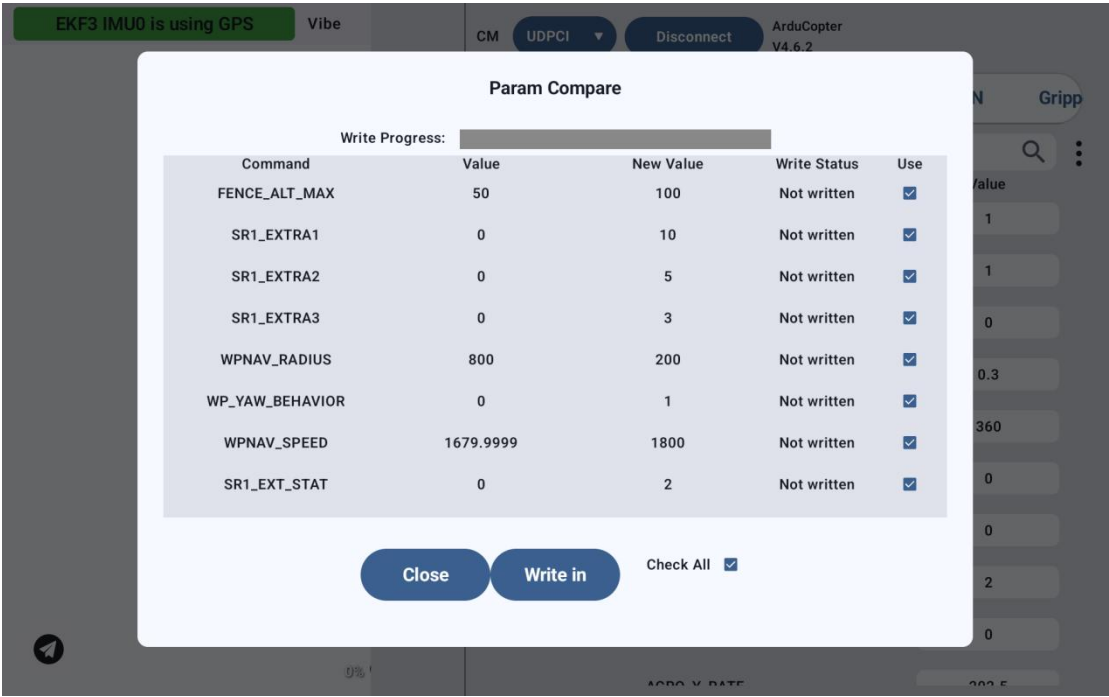 EKF3 IMU0 is using GPS Vibe
CM UDPCI Disconnect ArduCopter
V4.6.2
Param Compare
N Gripp
Write Progress:
Command Value New Value Write Status Use
FENCE_ALT_MAX 50 100 Not written
SR1_EXTRA1 0 10 Not written
SR1_EXTRA2 0 5 Not written
SR1_EXTRA3 0 3 Not written
WPNAV_RADIUS 800 200 Not written
WP_YAW_BEHAVIOR 0 1 Not written
WPNAV_SPEED 1679.9999 1800 Not written
SR1_EXT_STAT 0 2 Not written
Close Write in Check All
Value
1
1
0
0.3
360
0
0
2
0
0%